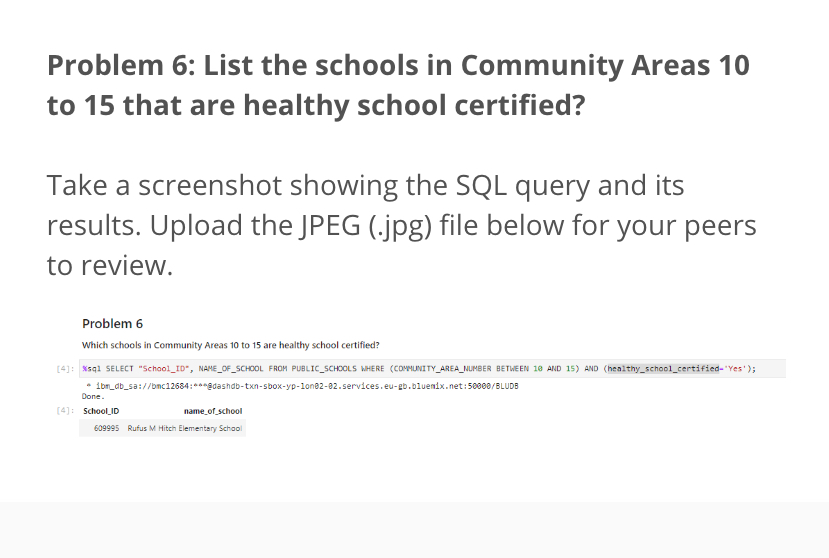 Problem 6: List the schools in Community Areas 10
to 15 that are healthy school certified?
Take a screenshot showing the SQL query and its
results. Upload the JPEG (.jpg) file below for your peers
to review.
Problem 6
Which schools in Community Areas 10 to 15 are healthy school certified?
[4]: %sql SELECT "School_ID", NAME_OF_SCHOOL FROM PUBLIC_SCHOOLS WHERE (COMMUNITY_AREA_NUMBER BETWEEN 10 AND 15) AND (healthy_school_certified='Yes');
* ibm_db_sa://bmc12684:***@dashdb-txn-sbox-yp-lon02-02.services.eu-gb.bluemix.net:50000/BLUDB
Done.
[4]: School_ID name_of_school
609995 Rufus M Hitch Elementary School